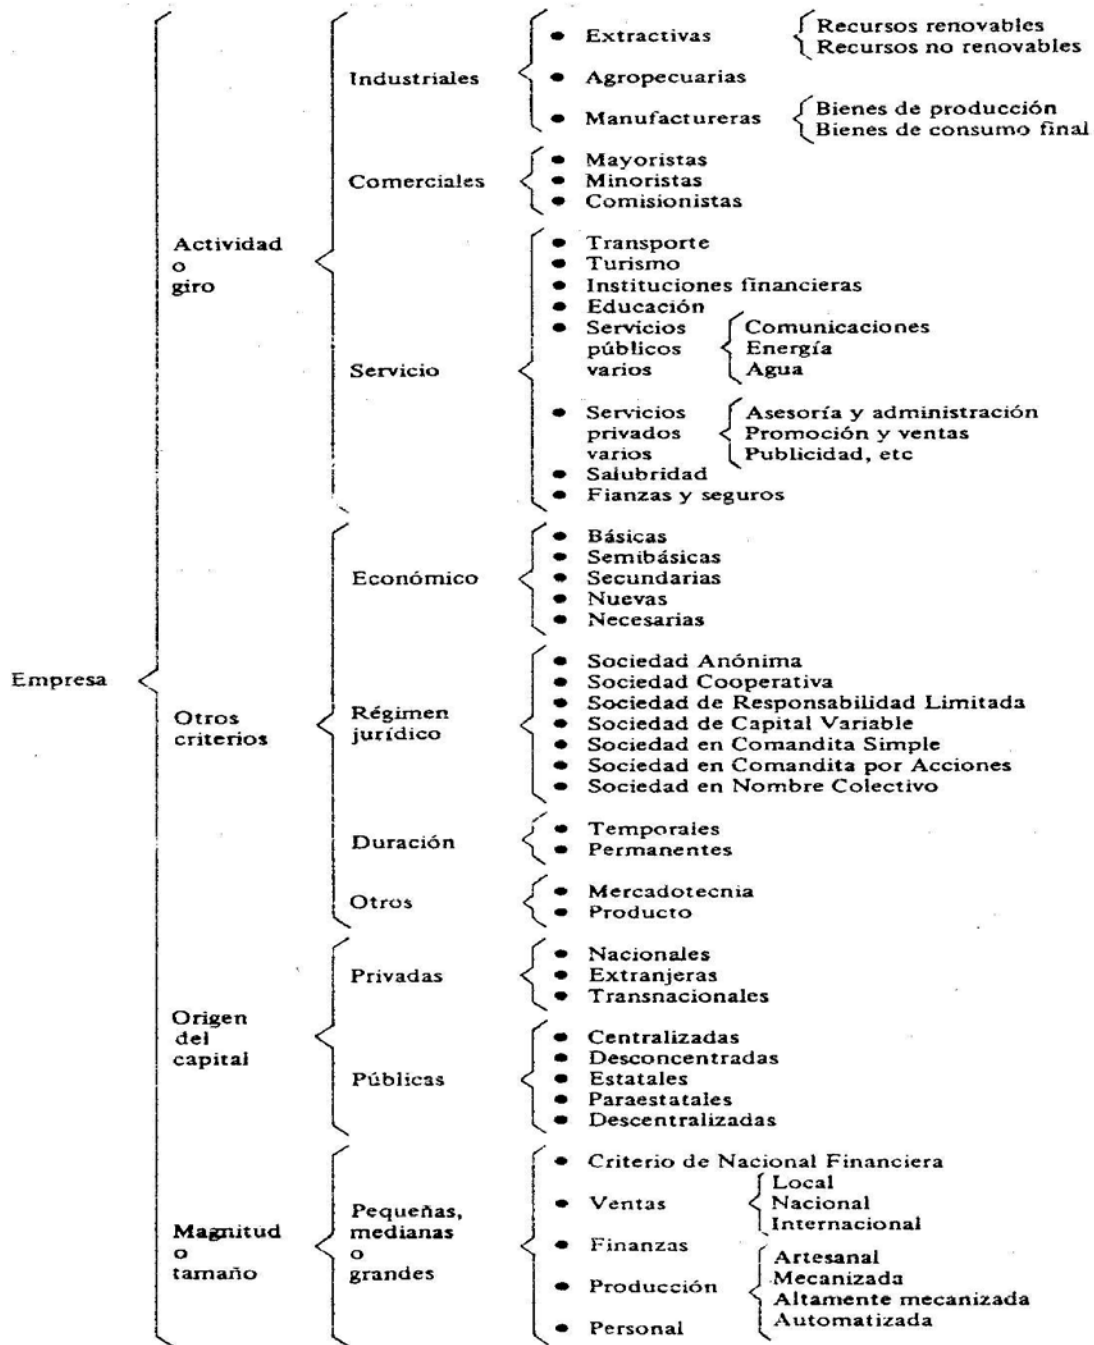 Empresa
Actividad
o
giro
Industriales
• Extractivas
Recursos renovables
Recursos no renovables
• Agropecuarias
• Manufactureras
Bienes de producción
Bienes de consumo final
Comerciales
• Mayoristas
• Minoristas
• Comisionistas
Servicio
• Transporte
• Turismo
• Instituciones financieras
• Educación
• Servicios
públicos
varios
Comunicaciones
Energía
Agua
• Servicios
privados
varios
Asesoría y administración
Promoción y ventas
Publicidad, etc
• Salubridad
• Fianzas y seguros
Otros
criterios
Económico
• Básicas
• Semibásicas
• Secundarias
• Nuevas
• Necesarias
Régimen
jurídico
• Sociedad Anónima
• Sociedad Cooperativa
• Sociedad de Responsabilidad Limitada
• Sociedad de Capital Variable
• Sociedad en Comandita Simple
• Sociedad en Comandita por Acciones
• Sociedad en Nombre Colectivo
Duración
• Temporales
• Permanentes
Otros
• Mercadotecnia
• Producto
Origen
del
capital
Privadas
• Nacionales
• Extranjeras
• Transnacionales
Públicas
• Centralizadas
• Desconcentradas
• Estatales
• Paraestatales
• Descentralizadas
Magnitud
o
tamaño
Pequeñas,
medianas
o
grandes
• Criterio de Nacional Financiera
• Ventas
Local
Nacional
Internacional
• Finanzas
• Producción
Artesanal
Mecanizada
Altamente mecanizada
Automatizada
• Personal